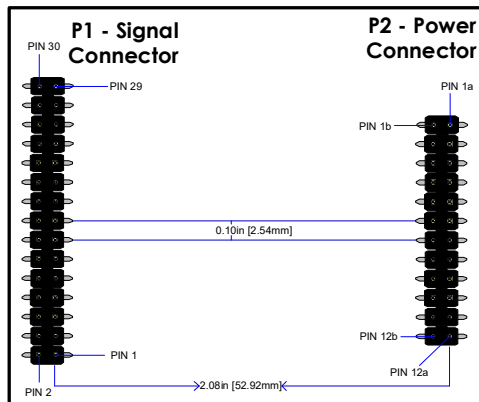 P1 - Signal
Connector
P2 - Power
Connector
PIN 30
PIN 29
PIN 1a
PIN 1b
0.10in [2.54mm]
PIN 12b
PIN 1
PIN 12a
PIN 2
2.08in [52.92mm]